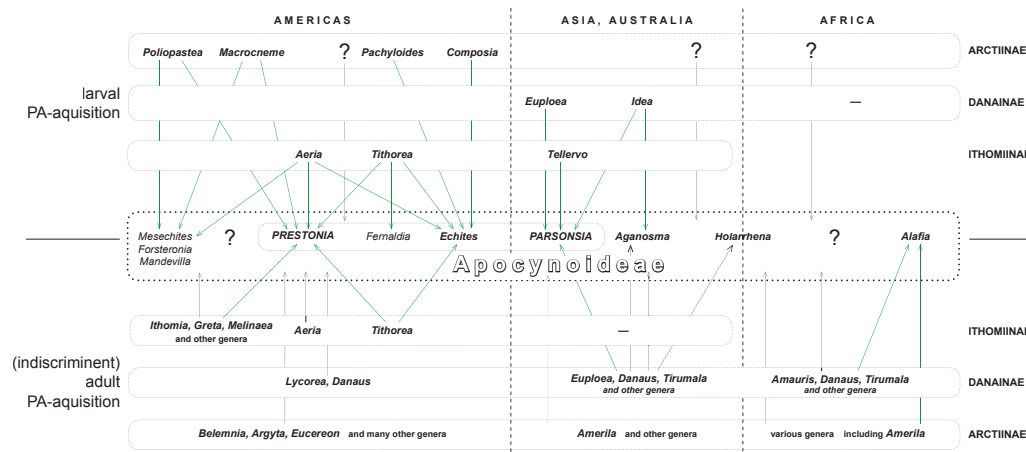 AMERICAS
ASIA, AUSTRALIA
AFRICA
Poliopastea Macrocneme ? Pachyloides Composia ? ? ARCTIINAE
larval
PA-aquisition
Euploea Idea — DANAINAE
Aeria Tithorea Tellervo ITHOMIINAE
Mesechites ? PRESTONIA Fernaldia Echites PARSONSIA Aganosma Holarrhena ? Alafia
Forsteronia
Mandevilla
Apocynoideae
Ithomia, Greta, Melinaea Aeria Tithorea — ITHOMIINAE
and other genera
(indiscriminent)
adult
PA-aquisition
Lycorea, Danaus Euploea, Danaus, Tirumala Amauris, Danaus, Tirumala DANAINAE
and other genera and other genera
Belemnia, Argyta, Eucereon and many other genera Amerila and other genera various genera including Amerila ARCTIINAE